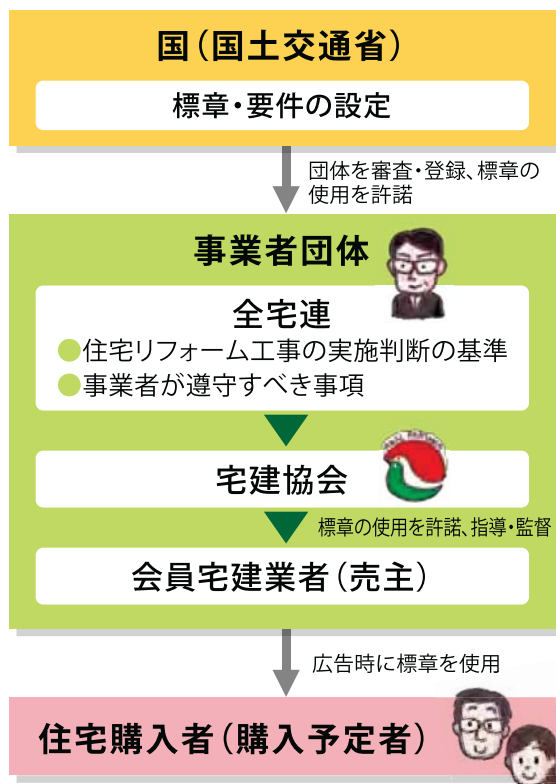 国（国土交通省）
標章・要件の設定
団体を審査・登録、標章の
使用を許諾
事業者団体
全宅連
●住宅リフォーム工事の実施判断の基準
●事業者が遵守すべき事項
宅建協会
標章の使用を許諾、指導・監督
会員宅建業者（売主）
広告時に標章を使用
住宅購入者（購入予定者）